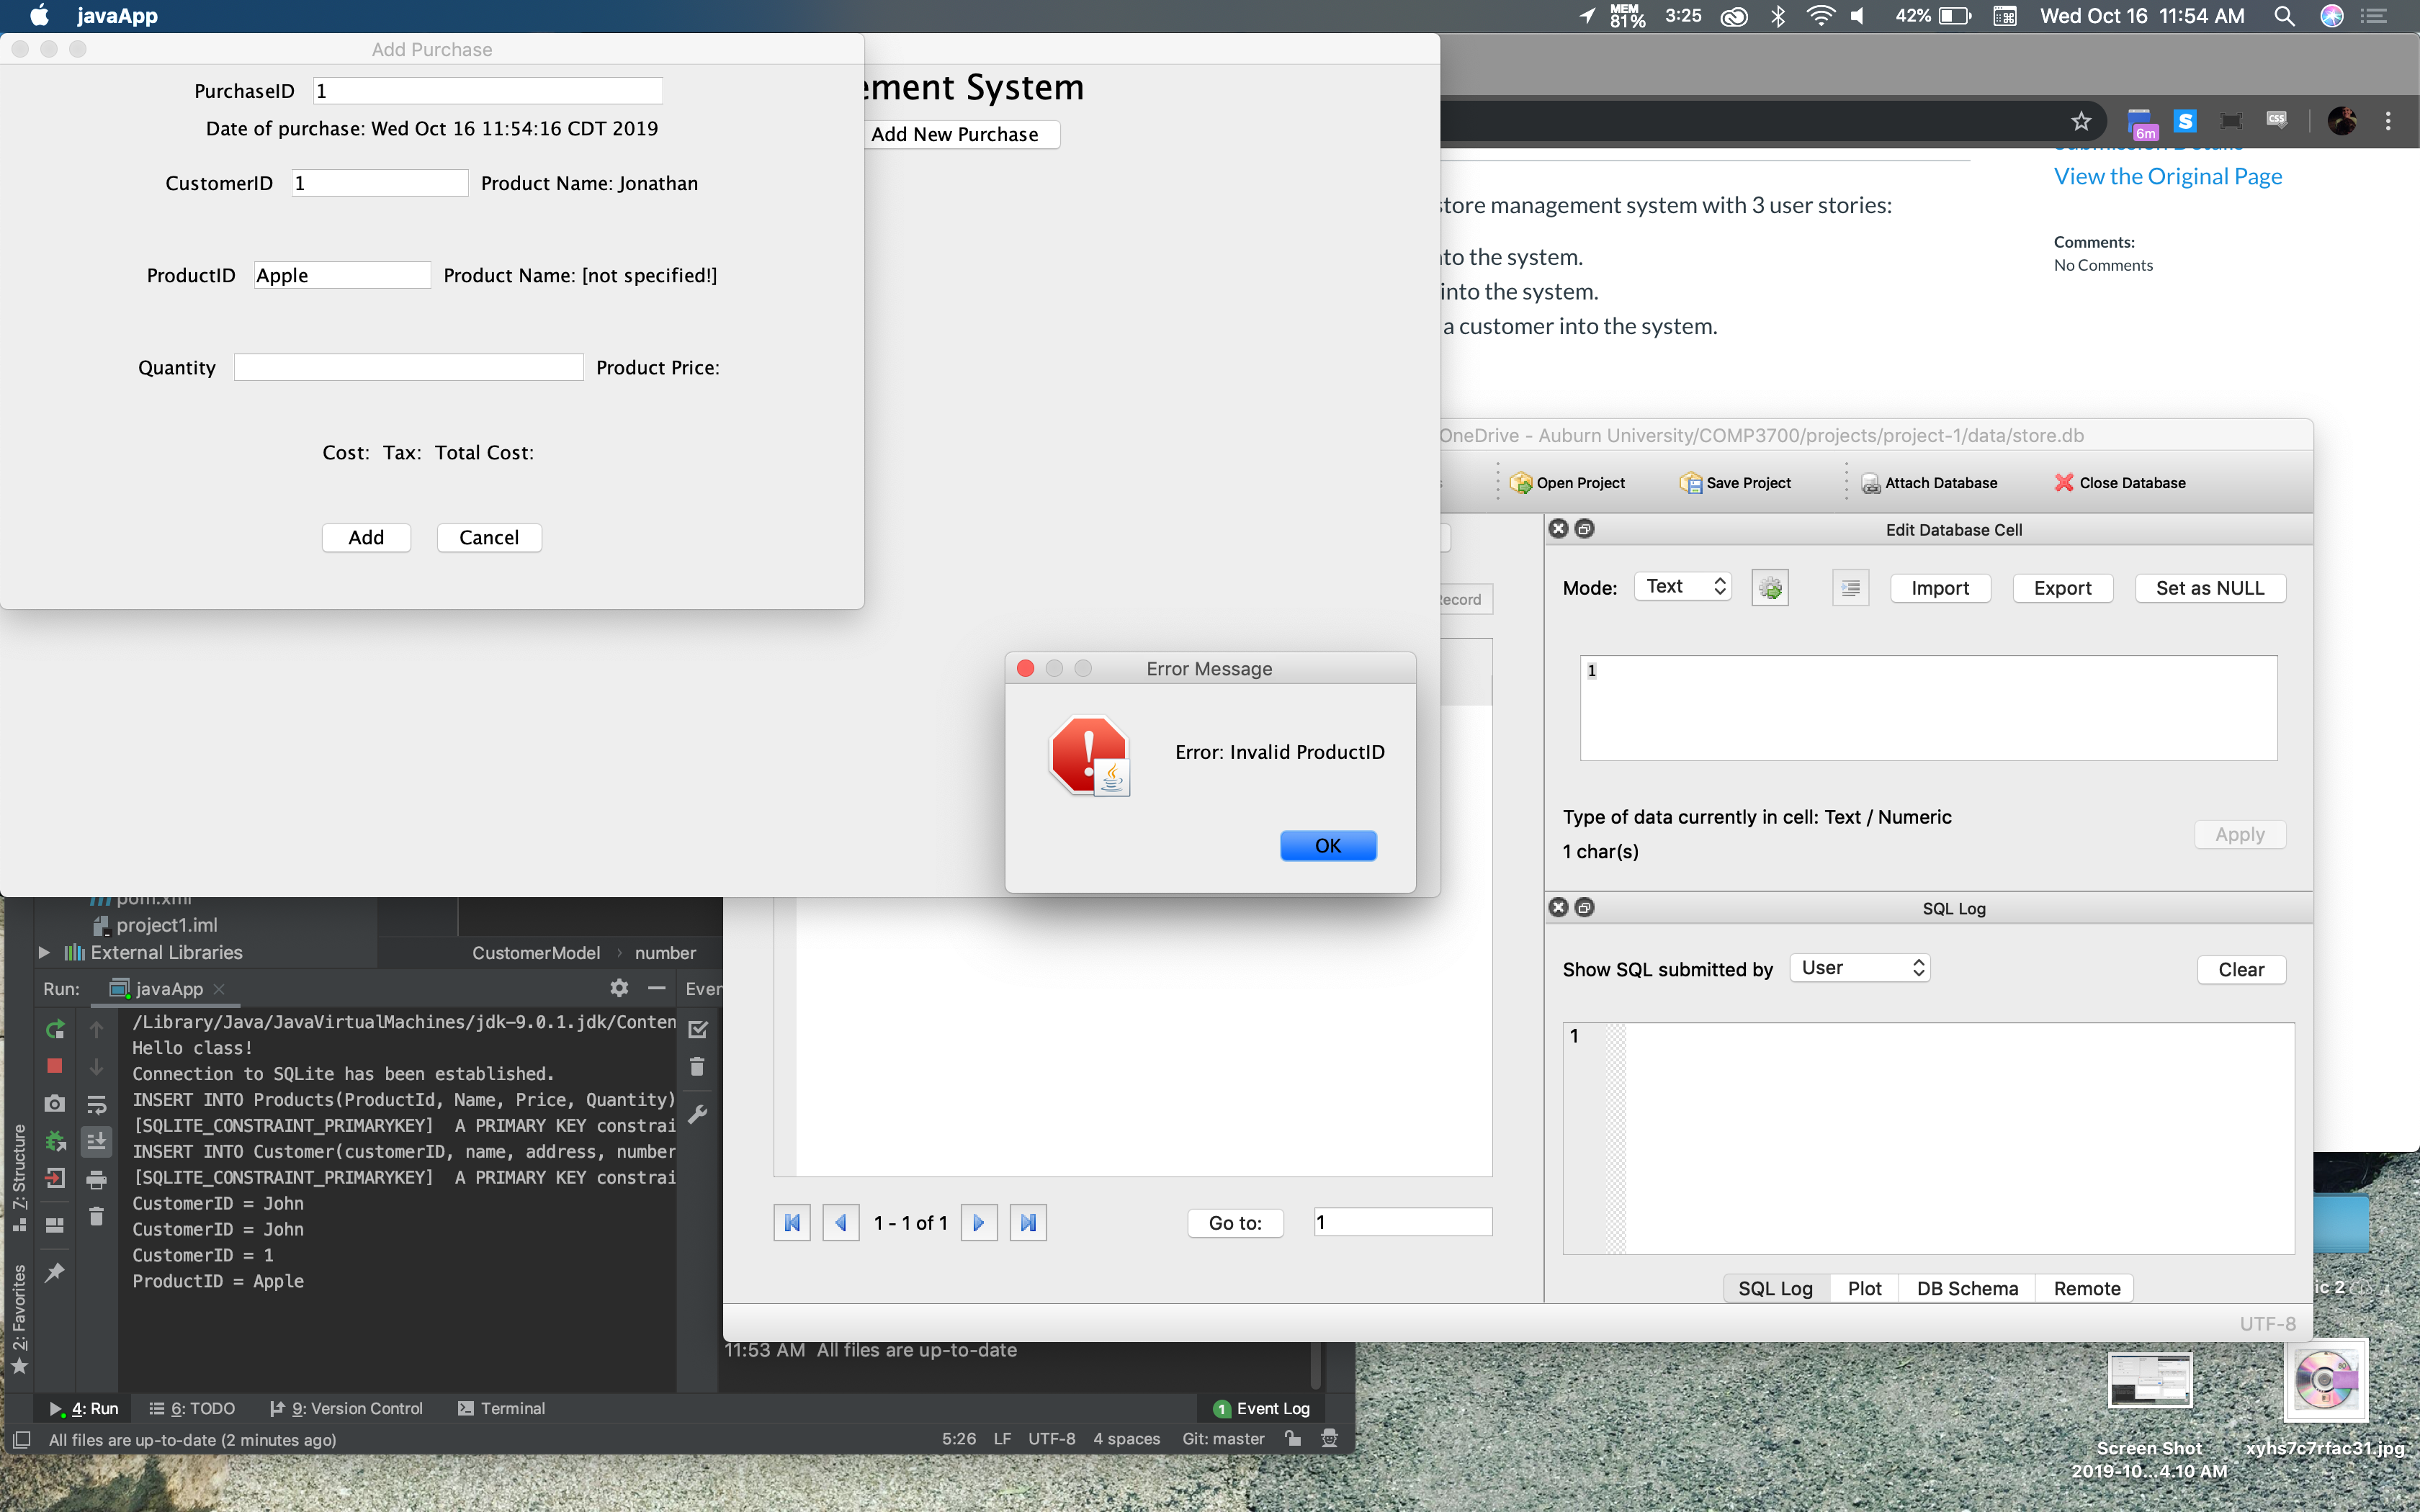 javaApp
MEM 81% 3:25 42% Wed Oct 16 11:54 AM
Add Purchase
PurchaseID 1
Date of purchase: Wed Oct 16 11:54:16 CDT 2019
CustomerID 1 Product Name: Jonathan
ProductID Apple Product Name: [not specified!]
Quantity Product Price:
Cost: Tax: Total Cost:
Add Cancel
ement System
Add New Purchase
6m S CSS
View the Original Page
Comments:
No Comments
store management system with 3 user stories:
to the system.
into the system.
a customer into the system.
OneDrive - Auburn University/COMP3700/projects/project-1/data/store.db
Open Project Save Project Attach Database Close Database
Edit Database Cell
Mode: Text Import Export Set as NULL
ecord
1
Type of data currently in cell: Text / Numeric
1 char(s)
Apply
Error Message
Error: Invalid ProductID
OK
SQL Log
Show SQL submitted by User Clear
1
1 - 1 of 1 Go to: 1
SQL Log Plot DB Schema Remote
UTF-8
pom.xml
project1.iml
External Libraries
CustomerModel › number
Run: javaApp
Even
/Library/Java/JavaVirtualMachines/jdk-9.0.1.jdk/Conten
Hello class!
Connection to SQLite has been established.
INSERT INTO Products(ProductId, Name, Price, Quantity)
[SQLITE_CONSTRAINT_PRIMARYKEY]  A PRIMARY KEY constrai
INSERT INTO Customer(customerID, name, address, number
[SQLITE_CONSTRAINT_PRIMARYKEY]  A PRIMARY KEY constrai
CustomerID = John
CustomerID = John
CustomerID = 1
ProductID = Apple
Z: Structure
2: Favorites
11:53 AM All files are up-to-date
4: Run 6: TODO 9: Version Control Terminal 1 Event Log
All files are up-to-date (2 minutes ago) 5:26 LF UTF-8 4 spaces Git: master
ic 2
Screen Shot
2019-10...4.10 AM
xyhs7c7rfac31.jpg